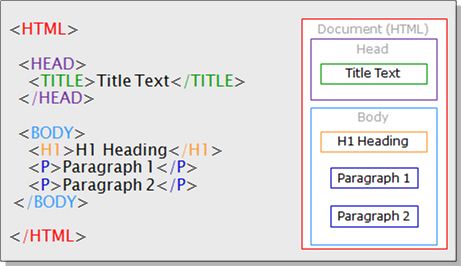 <HTML>
<HEAD>
<TITLE>Title Text</TITLE>
</HEAD>
<BODY>
<H1>H1 Heading</H1>
<P>Paragraph 1</P>
<P>Paragraph 2</P>
</BODY>
</HTML>
Document (HTML)
Head
Title Text
Body
H1 Heading
Paragraph 1
Paragraph 2